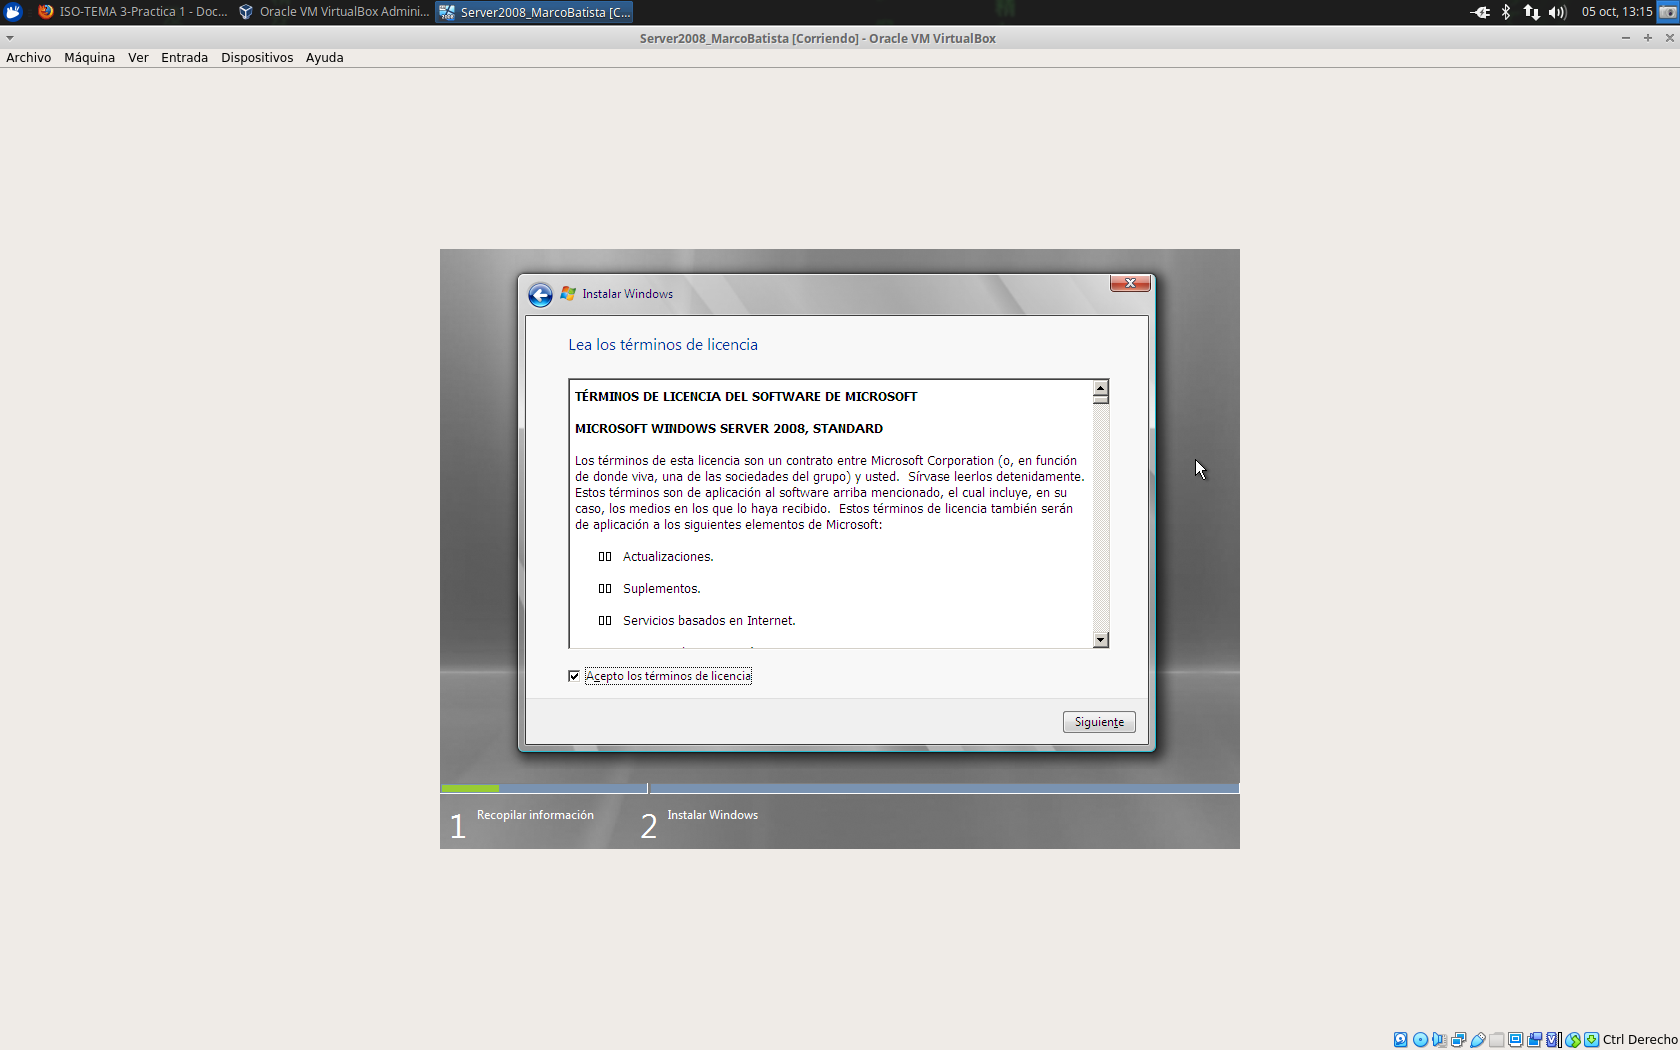 ISO-TEMA 3-Practica 1 - Doc...
Oracle VM VirtualBox Admini...
Server2008_MarcoBatista [C...
05 oct, 13:15
Server2008_MarcoBatista [Corriendo] - Oracle VM VirtualBox
Archivo Máquina Ver Entrada Dispositivos Ayuda
Instalar Windows
Lea los términos de licencia
TÉRMINOS DE LICENCIA DEL SOFTWARE DE MICROSOFT
MICROSOFT WINDOWS SERVER 2008, STANDARD
Los términos de esta licencia son un contrato entre Microsoft Corporation (o, en función
de donde viva, una de las sociedades del grupo) y usted.  Sírvase leerlos detenidamente.
Estos términos son de aplicación al software arriba mencionado, el cual incluye, en su
caso, los medios en los que lo haya recibido.  Estos términos de licencia también serán
de aplicación a los siguientes elementos de Microsoft:
Actualizaciones.
Suplementos.
Servicios basados en Internet.
Acepto los términos de licencia
Siguiente
1 Recopilar información
2 Instalar Windows
Ctrl Derecho